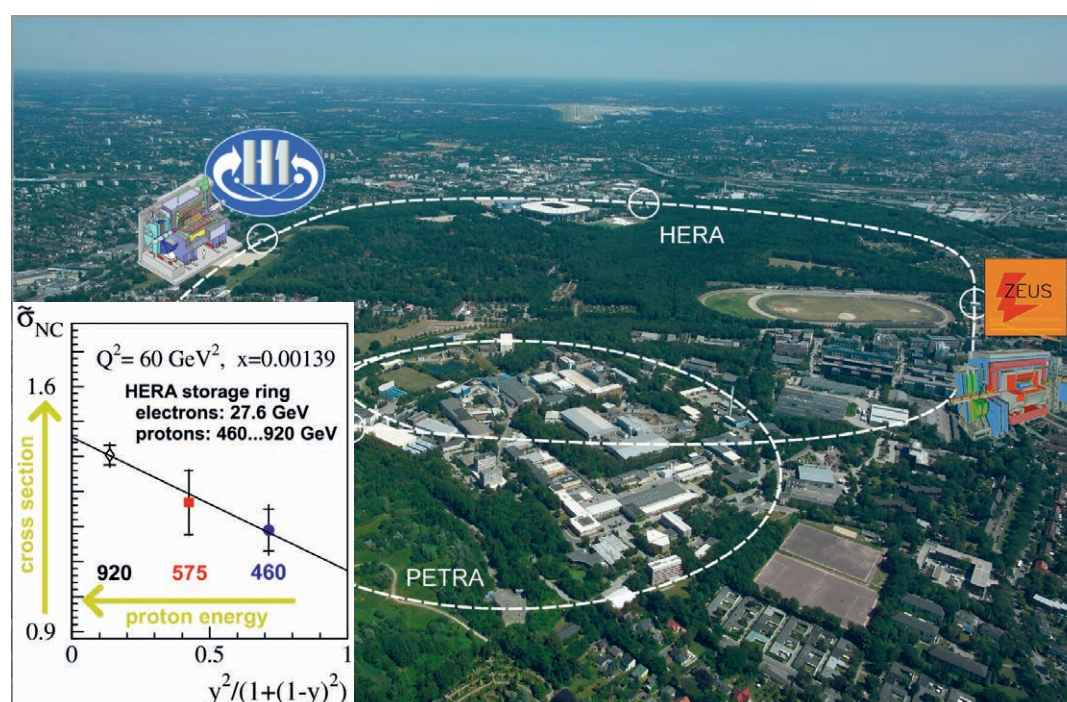 H1
HERA
ZEUS
PETRA
σ̃NC
Q²= 60 GeV², x=0.00139
HERA storage ring
electrons: 27.6 GeV
protons: 460...920 GeV
1.6
cross section
920 575 460
proton energy
0.9
0 0.5 1
y²/(1+(1-y)²)